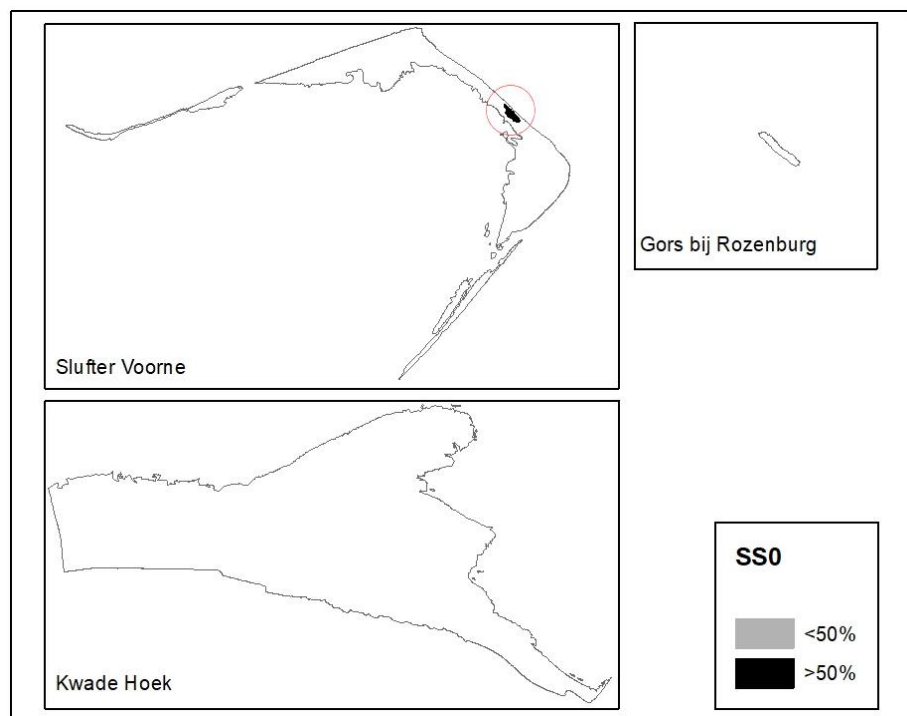 Slufter Voorne
Gors bij Rozenburg
Kwade Hoek
SS0
<50%
>50%